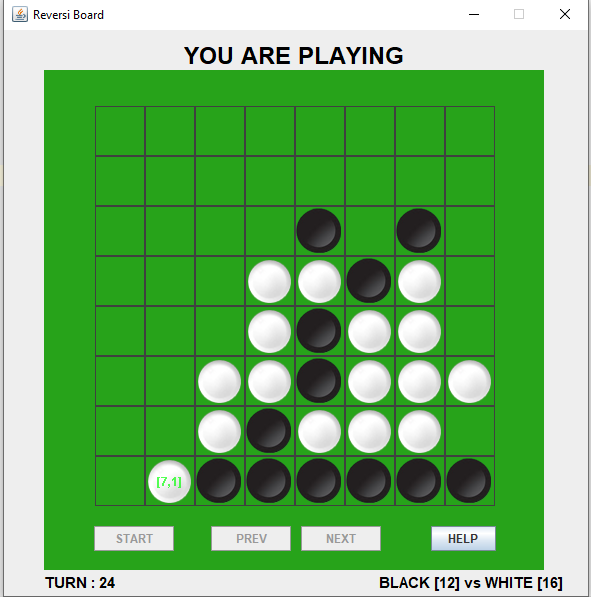 Reversi Board
YOU ARE PLAYING
[7,1]
START PREV NEXT HELP
TURN : 24 BLACK [12] vs WHITE [16]